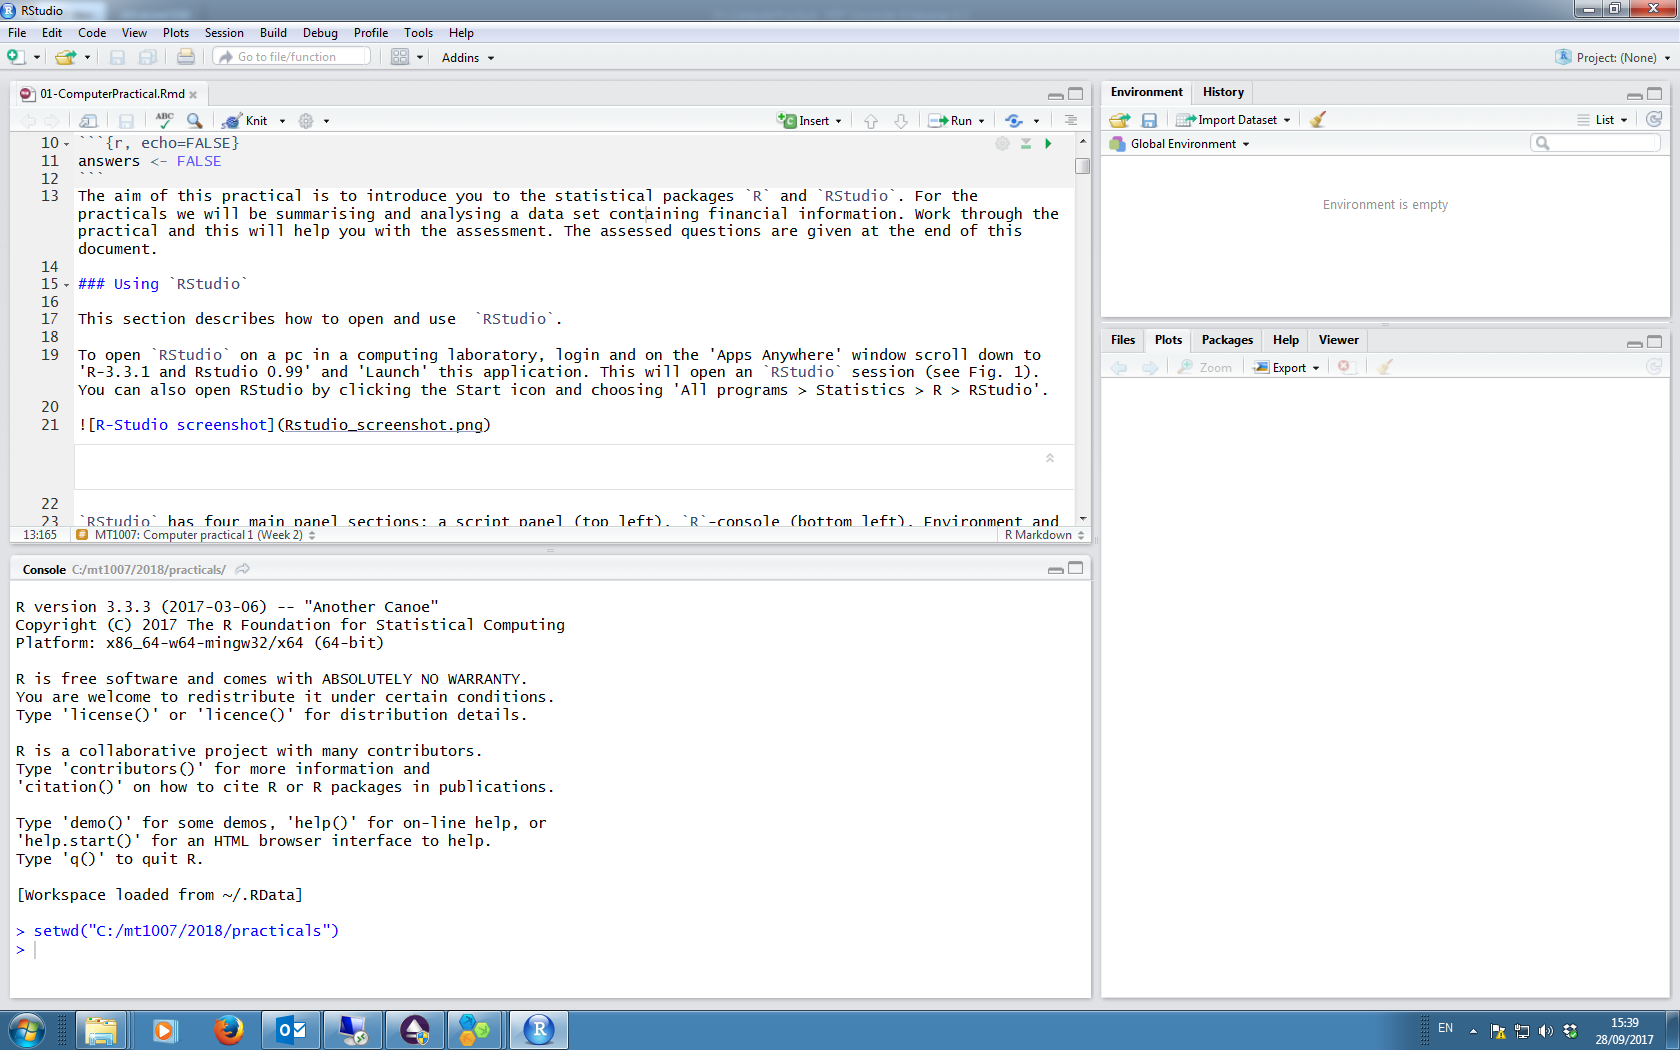 RStudio
File Edit Code View Plots Session Build Debug Profile Tools Help
Go to file/function Addins Project: (None)
01-ComputerPractical.Rmd
ABC Knit Insert Run
10 ```{r, echo=FALSE}
11 answers <- FALSE
12 ```
13 The aim of this practical is to introduce you to the statistical packages `R` and `RStudio`. For the
practicals we will be summarising and analysing a data set containing financial information. Work through the
practical and this will help you with the assessment. The assessed questions are given at the end of this
document.
14
15 ### Using `RStudio`
16
17 This section describes how to open and use  `RStudio`.
18
19 To open `RStudio` on a pc in a computing laboratory, login and on the 'Apps Anywhere' window scroll down to
'R-3.3.1 and Rstudio 0.99' and 'Launch' this application. This will open an `RStudio` session (see Fig. 1).
You can also open RStudio by clicking the Start icon and choosing 'All programs > Statistics > R > RStudio'.
20
21 ![R-Studio screenshot](Rstudio_screenshot.png)
22
23 `RStudio` has four main panel sections: a script panel (top left), `R`-console (bottom left), Environment and
13:165 MT1007: Computer practical 1 (Week 2) R Markdown
Console C:/mt1007/2018/practicals/
R version 3.3.3 (2017-03-06) -- "Another Canoe"
Copyright (C) 2017 The R Foundation for Statistical Computing
Platform: x86_64-w64-mingw32/x64 (64-bit)
R is free software and comes with ABSOLUTELY NO WARRANTY.
You are welcome to redistribute it under certain conditions.
Type 'license()' or 'licence()' for distribution details.
R is a collaborative project with many contributors.
Type 'contributors()' for more information and
'citation()' on how to cite R or R packages in publications.
Type 'demo()' for some demos, 'help()' for on-line help, or
'help.start()' for an HTML browser interface to help.
Type 'q()' to quit R.
[Workspace loaded from ~/.RData]
> setwd("C:/mt1007/2018/practicals")
>
Environment History
Import Dataset List
Global Environment
Environment is empty
Files Plots Packages Help Viewer
Zoom Export
EN
15:39
28/09/2017